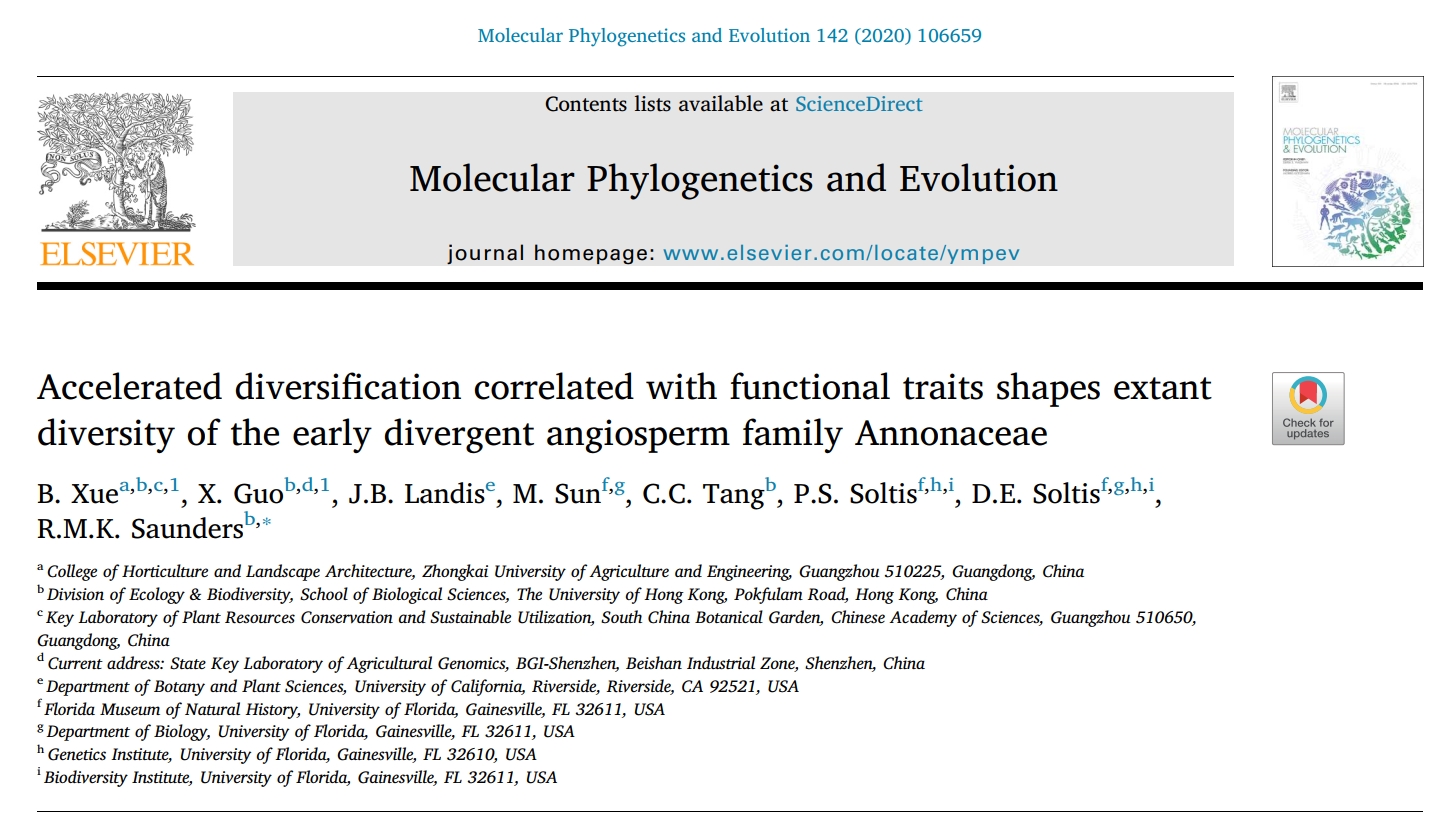 Molecular Phylogenetics and Evolution 142 (2020) 106659
NON SOLUS
ELSEVIER
Contents lists available at ScienceDirect
Molecular Phylogenetics and Evolution
journal homepage: www.elsevier.com/locate/ympev
MOLECULAR
PHYLOGENETICS
& EVOLUTION
Accelerated diversification correlated with functional traits shapes extant
diversity of the early divergent angiosperm family Annonaceae
Check for
updates
B. Xue a,b,c,1, X. Guo b,d,1, J.B. Landis e, M. Sun f,g, C.C. Tang b, P.S. Soltis f,h,i, D.E. Soltis f,g,h,i,
R.M.K. Saunders b,*
a College of Horticulture and Landscape Architecture, Zhongkai University of Agriculture and Engineering, Guangzhou 510225, Guangdong, China
b Division of Ecology & Biodiversity, School of Biological Sciences, The University of Hong Kong, Pokfulam Road, Hong Kong, China
c Key Laboratory of Plant Resources Conservation and Sustainable Utilization, South China Botanical Garden, Chinese Academy of Sciences, Guangzhou 510650,
Guangdong, China
d Current address: State Key Laboratory of Agricultural Genomics, BGI-Shenzhen, Beishan Industrial Zone, Shenzhen, China
e Department of Botany and Plant Sciences, University of California, Riverside, Riverside, CA 92521, USA
f Florida Museum of Natural History, University of Florida, Gainesville, FL 32611, USA
g Department of Biology, University of Florida, Gainesville, FL 32611, USA
h Genetics Institute, University of Florida, Gainesville, FL 32610, USA
i Biodiversity Institute, University of Florida, Gainesville, FL 32611, USA